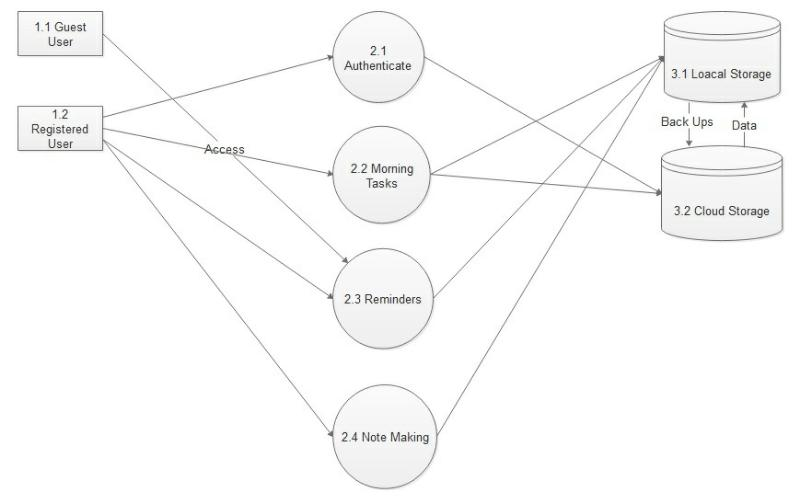 1.1 Guest
User
1.2
Registered
User
Access
2.1
Authenticate
2.2 Morning
Tasks
2.3 Reminders
2.4 Note Making
3.1 Loacal Storage
Back Ups
Data
3.2 Cloud Storage